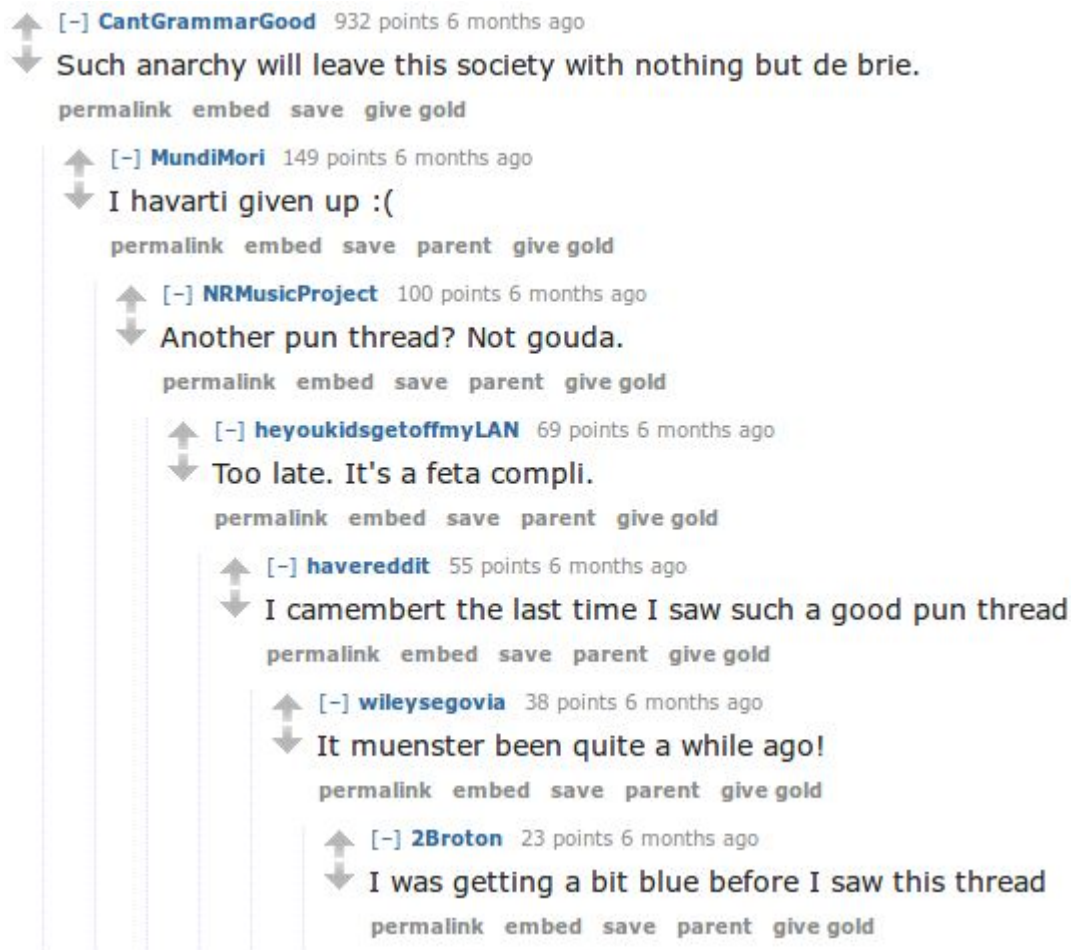 [-] CantGrammarGood 932 points 6 months ago
Such anarchy will leave this society with nothing but de brie.
permalink embed save give gold
[-] MundiMori 149 points 6 months ago
I havarti given up :(
permalink embed save parent give gold
[-] NRMusicProject 100 points 6 months ago
Another pun thread? Not gouda.
permalink embed save parent give gold
[-] heyoukidsgetoffmyLAN 69 points 6 months ago
Too late. It's a feta compli.
permalink embed save parent give gold
[-] havereddit 55 points 6 months ago
I camembert the last time I saw such a good pun thread
permalink embed save parent give gold
[-] wileysegovia 38 points 6 months ago
It muenster been quite a while ago!
permalink embed save parent give gold
[-] 2Broton 23 points 6 months ago
I was getting a bit blue before I saw this thread
permalink embed save parent give gold